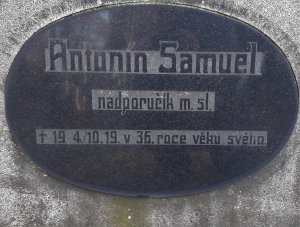 Antonín Samuel
nadporučík m. sl.
† 19 4/10. 19. v 36. roce věku svého.